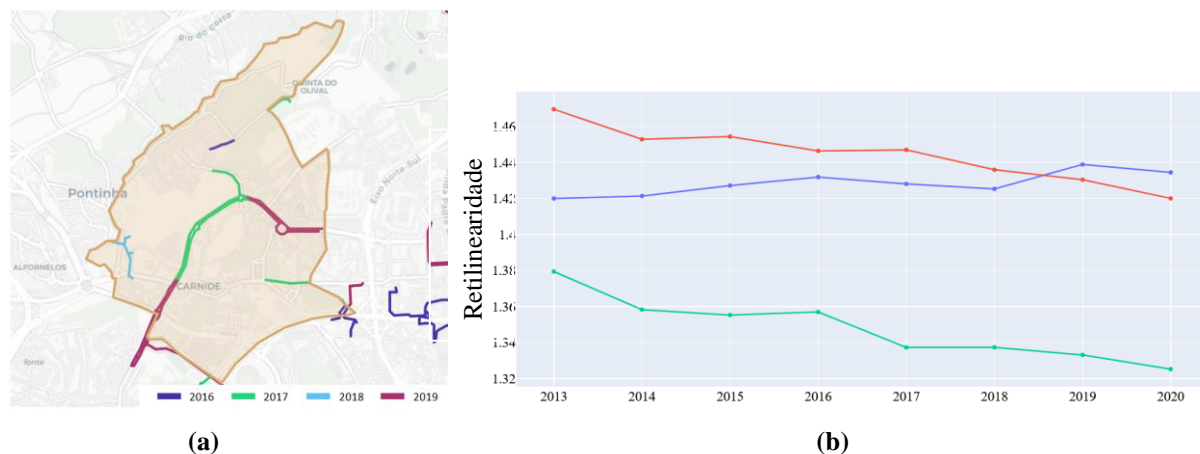 Rio da Costa
QUINTA DO
OLIVAL
Eixo Norte-Sul
Pontinha
ALFORNELOS
CARNIDE
fonte
2016 2017 2018 2019
(a)
Retilinearidade
1.46
1.44
1.42
1.4
1.38
1.36
1.34
1.32
2013 2014 2015 2016 2017 2018 2019 2020
(b)